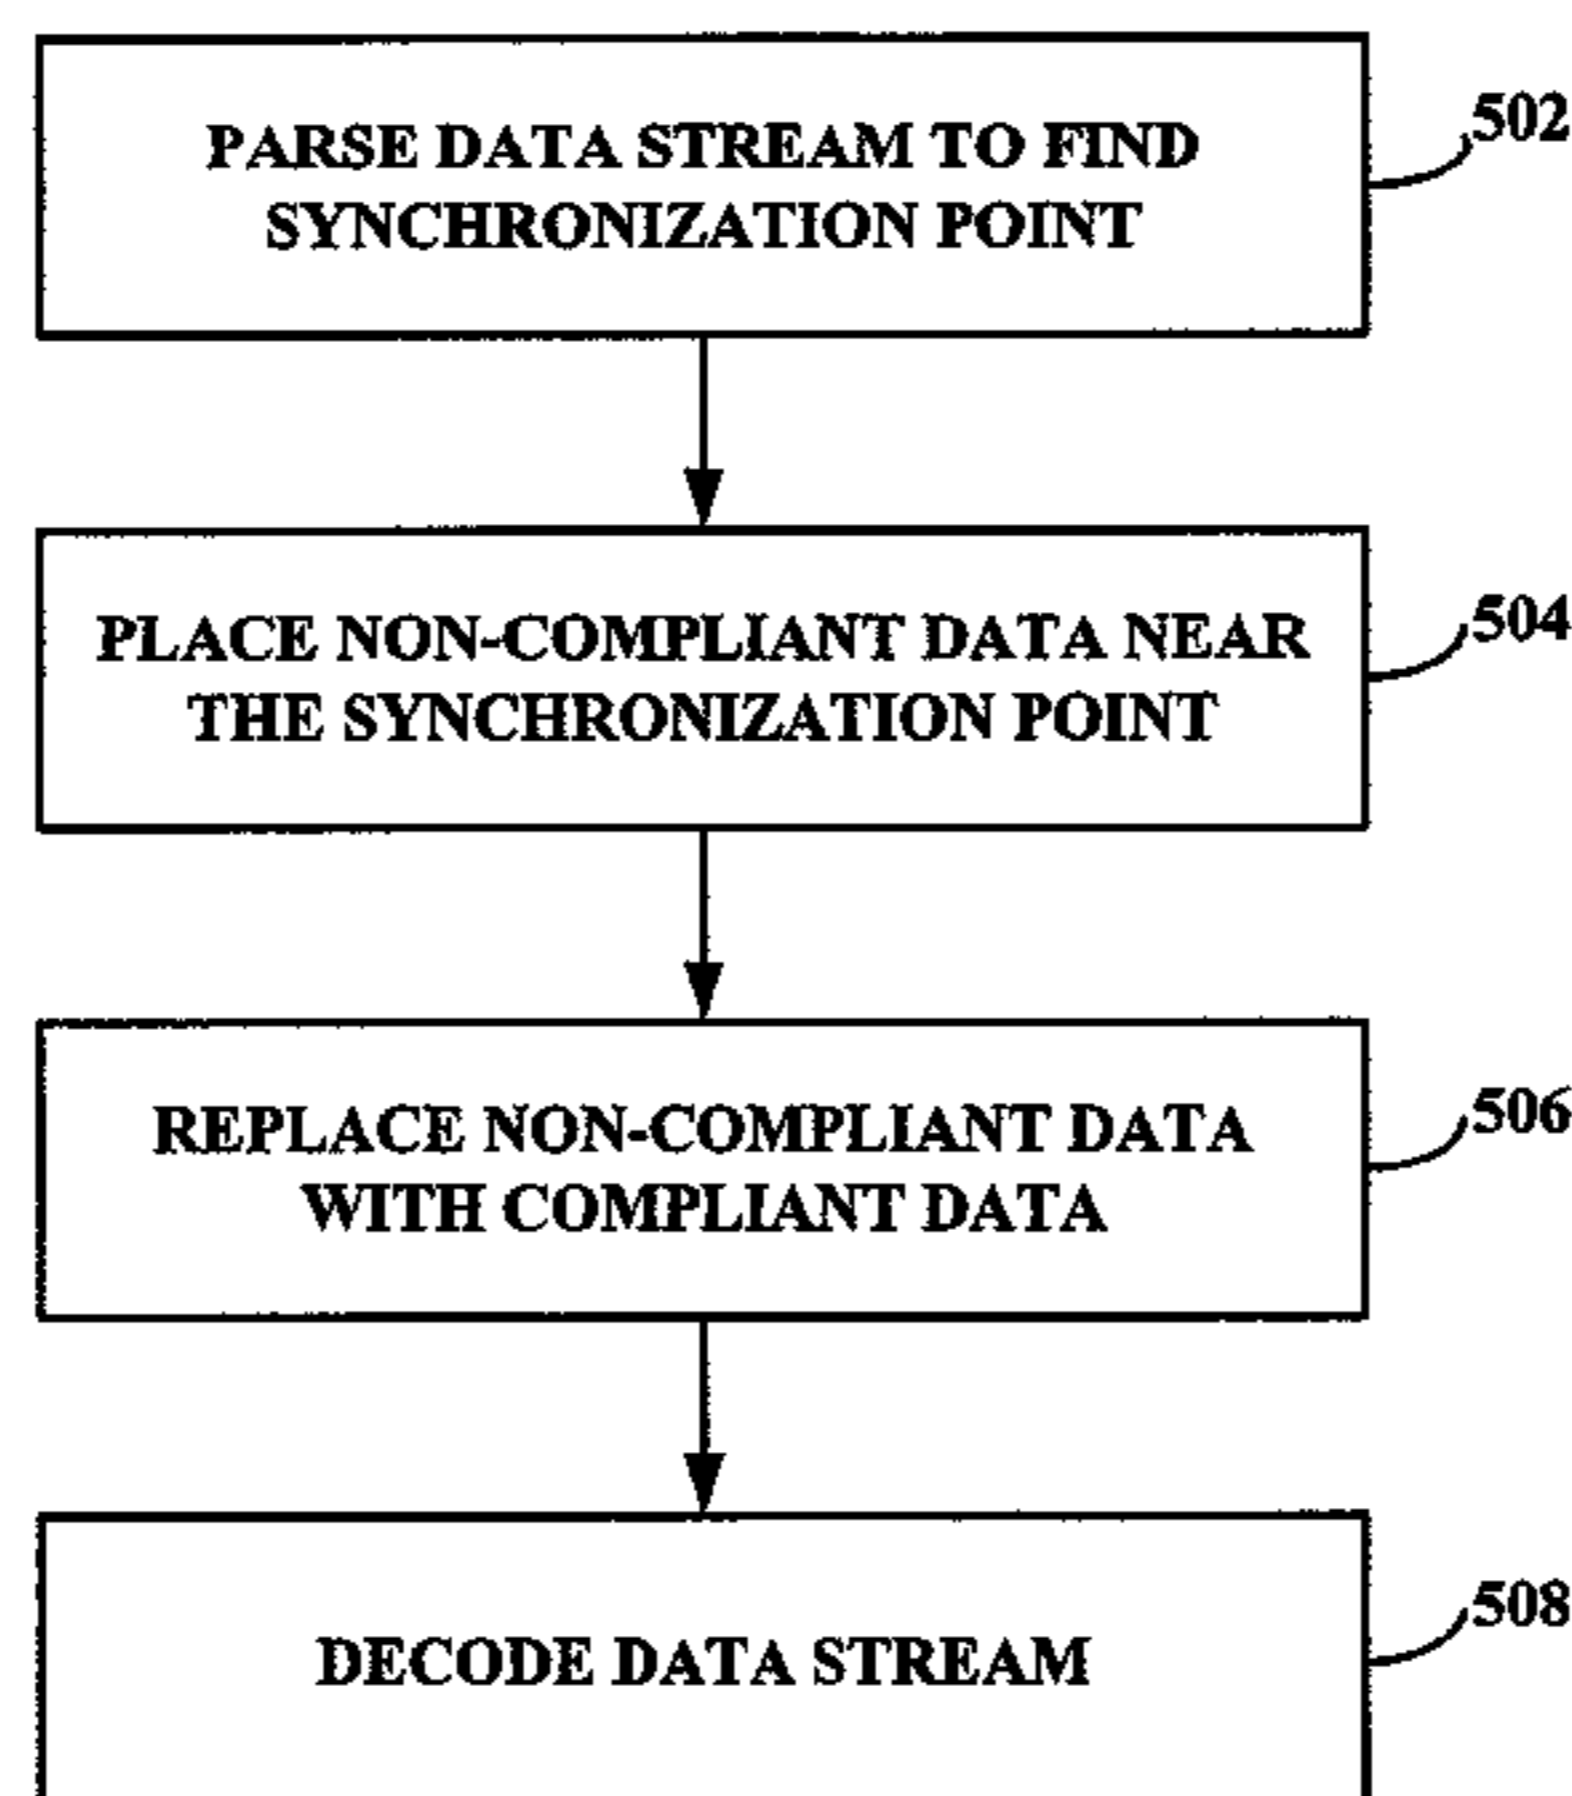 PARSE DATA STREAM TO FIND
SYNCHRONIZATION POINT
502
PLACE NON-COMPLIANT DATA NEAR
THE SYNCHRONIZATION POINT
504
REPLACE NON-COMPLIANT DATA
WITH COMPLIANT DATA
506
DECODE DATA STREAM
508